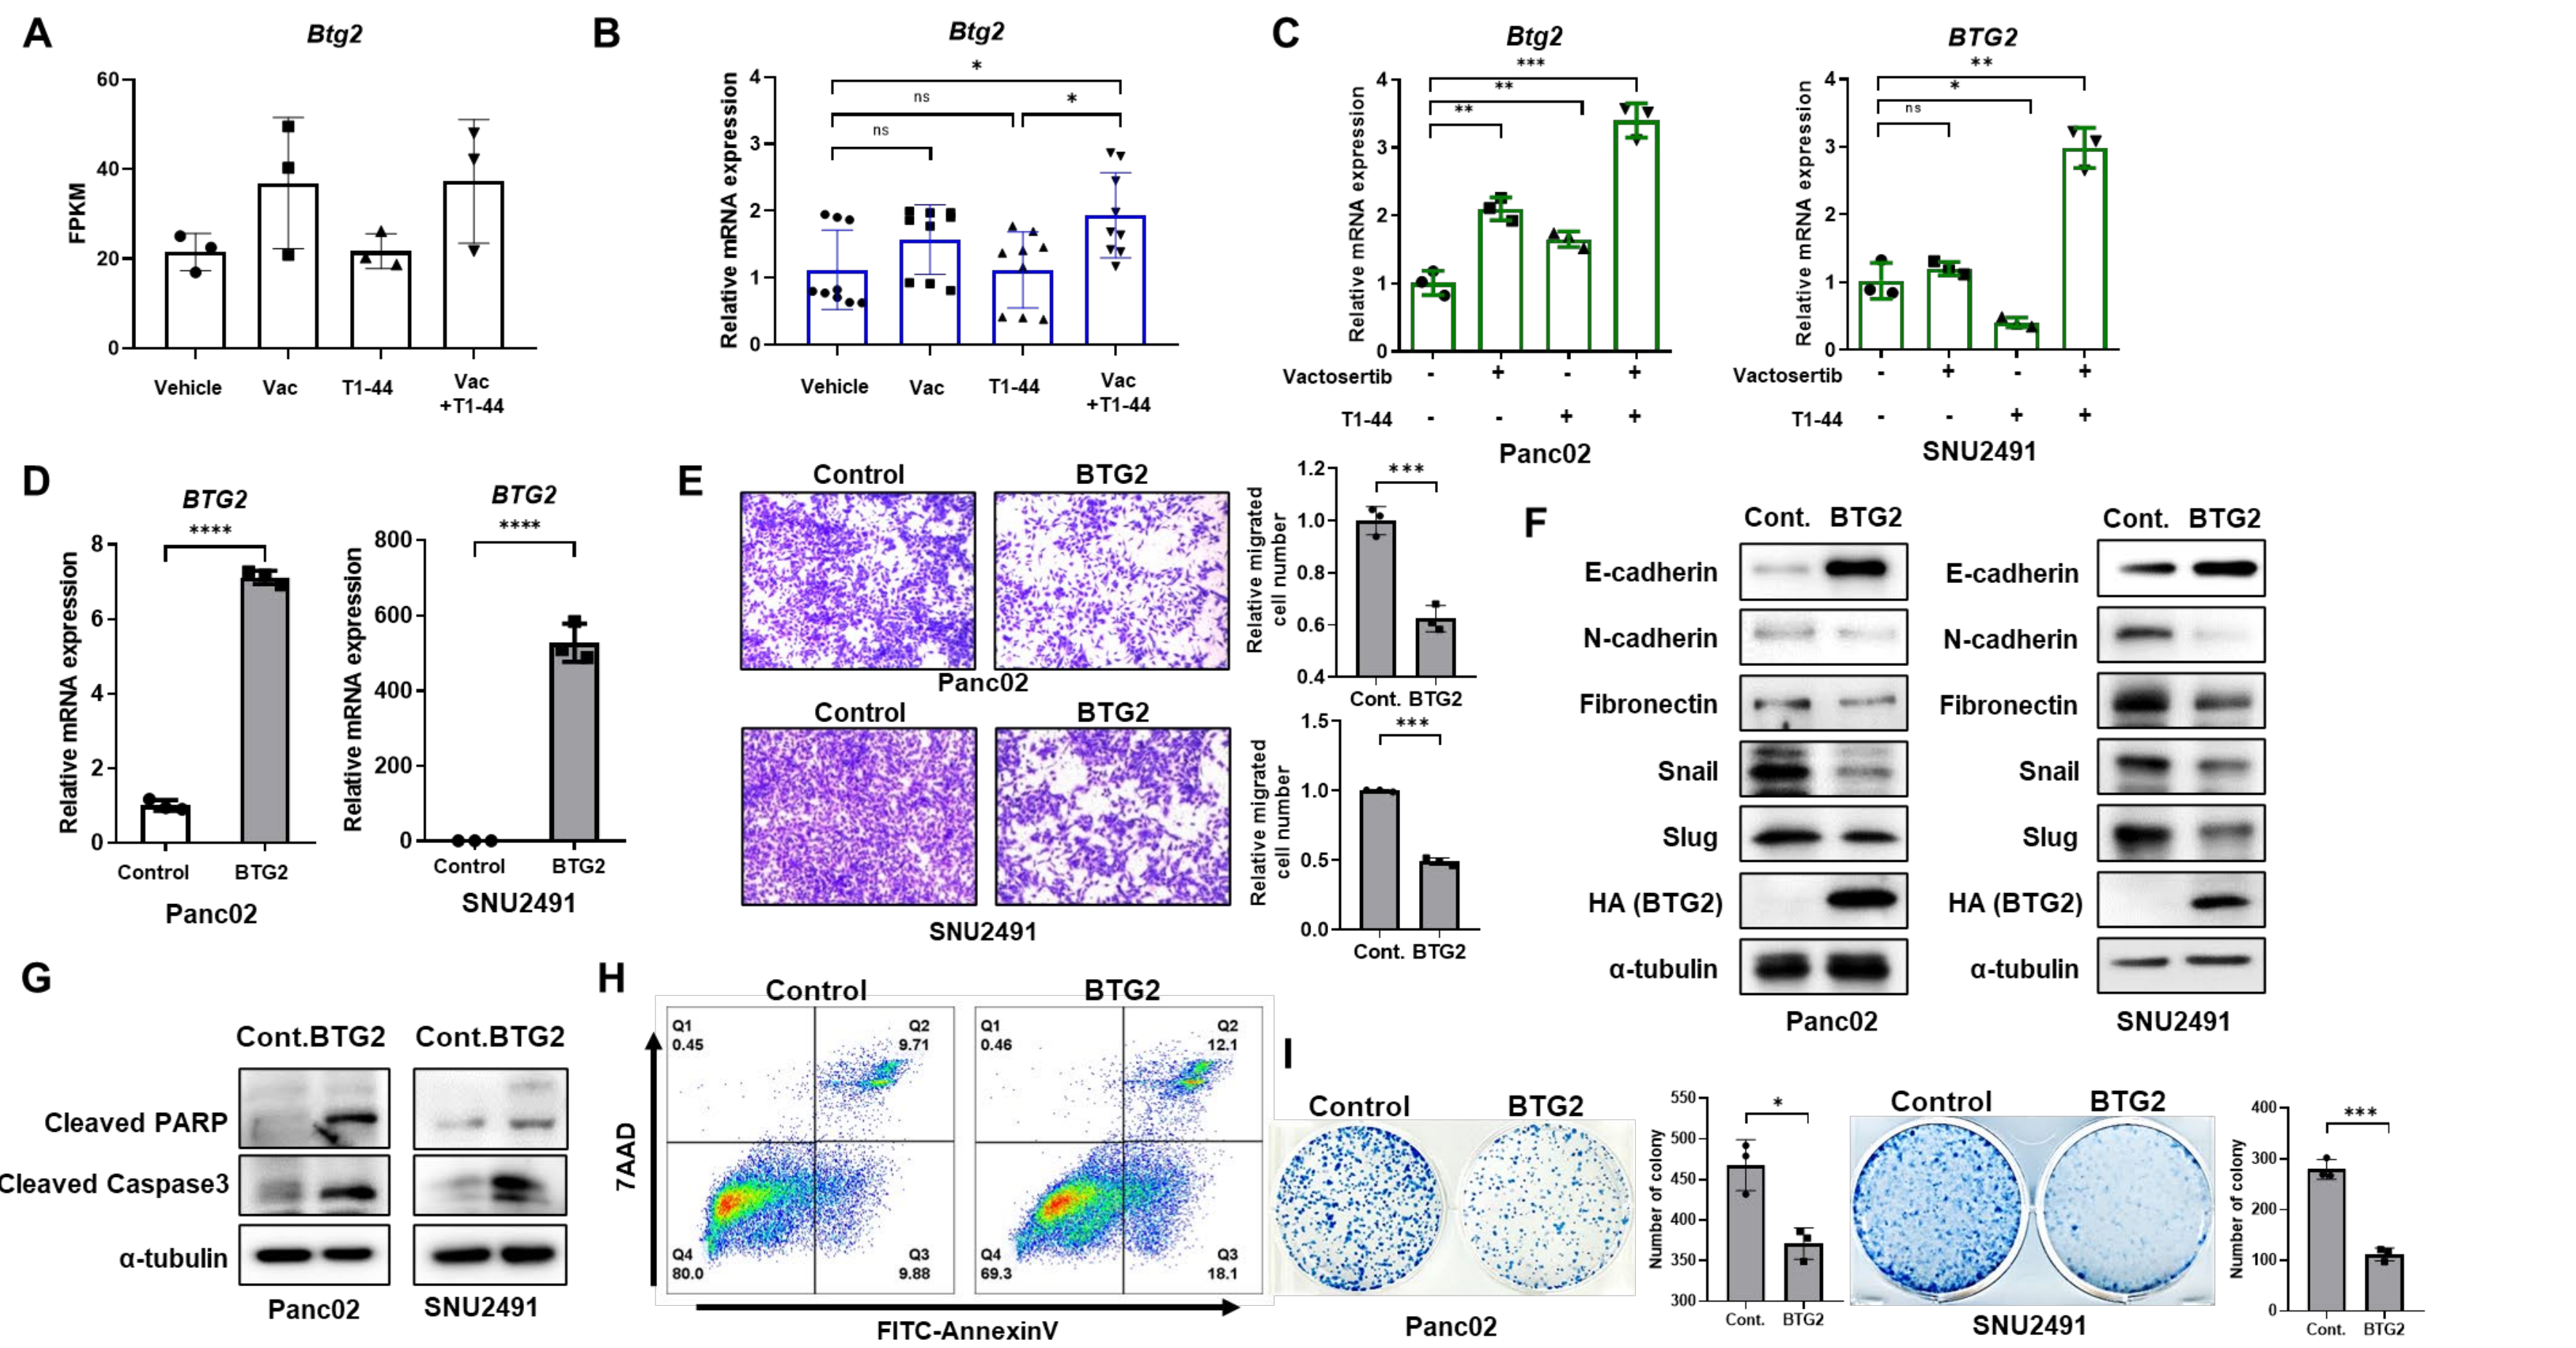 A
Btg2
FPKM
60
40
20
0
Vehicle
Vac
T1-44
Vac
+T1-44
B
Btg2
Relative mRNA expression
4
3
2
1
0
*
ns
*
ns
Vehicle
Vac
T1-44
Vac
+T1-44
C
Btg2
Relative mRNA expression
4
3
2
1
0
***
**
**
Vactosertib - + - +
T1-44 - - + +
Panc02
BTG2
Relative mRNA expression
4
3
2
1
0
**
*
ns
Vactosertib - + - +
T1-44 - - + +
SNU2491
D
BTG2
****
Relative mRNA expression
8
6
4
2
0
Control BTG2
Panc02
BTG2
****
Relative mRNA expression
800
600
400
200
0
Control BTG2
SNU2491
E
Control BTG2
Panc02
Relative migrated
cell number
1.2
1.0
0.8
0.6
0.4
***
Cont. BTG2
Control BTG2
SNU2491
Relative migrated
cell number
1.5
1.0
0.5
0.0
***
Cont. BTG2
F
Cont. BTG2
E-cadherin
N-cadherin
Fibronectin
Snail
Slug
HA (BTG2)
α-tubulin
Panc02
Cont. BTG2
E-cadherin
N-cadherin
Fibronectin
Snail
Slug
HA (BTG2)
α-tubulin
SNU2491
G
Cont.BTG2 Cont.BTG2
Cleaved PARP
Cleaved Caspase3
α-tubulin
Panc02 SNU2491
H
Control
Q1
0.45
Q2
9.71
Q4
80.0
Q3
9.88
BTG2
Q1
0.46
Q2
12.1
Q4
69.3
Q3
18.1
7AAD
FITC-AnnexinV
I
Control BTG2
Panc02
Number of colony
550
500
450
400
350
300
*
Cont. BTG2
Control BTG2
SNU2491
Number of colony
400
300
200
100
0
***
Cont. BTG2